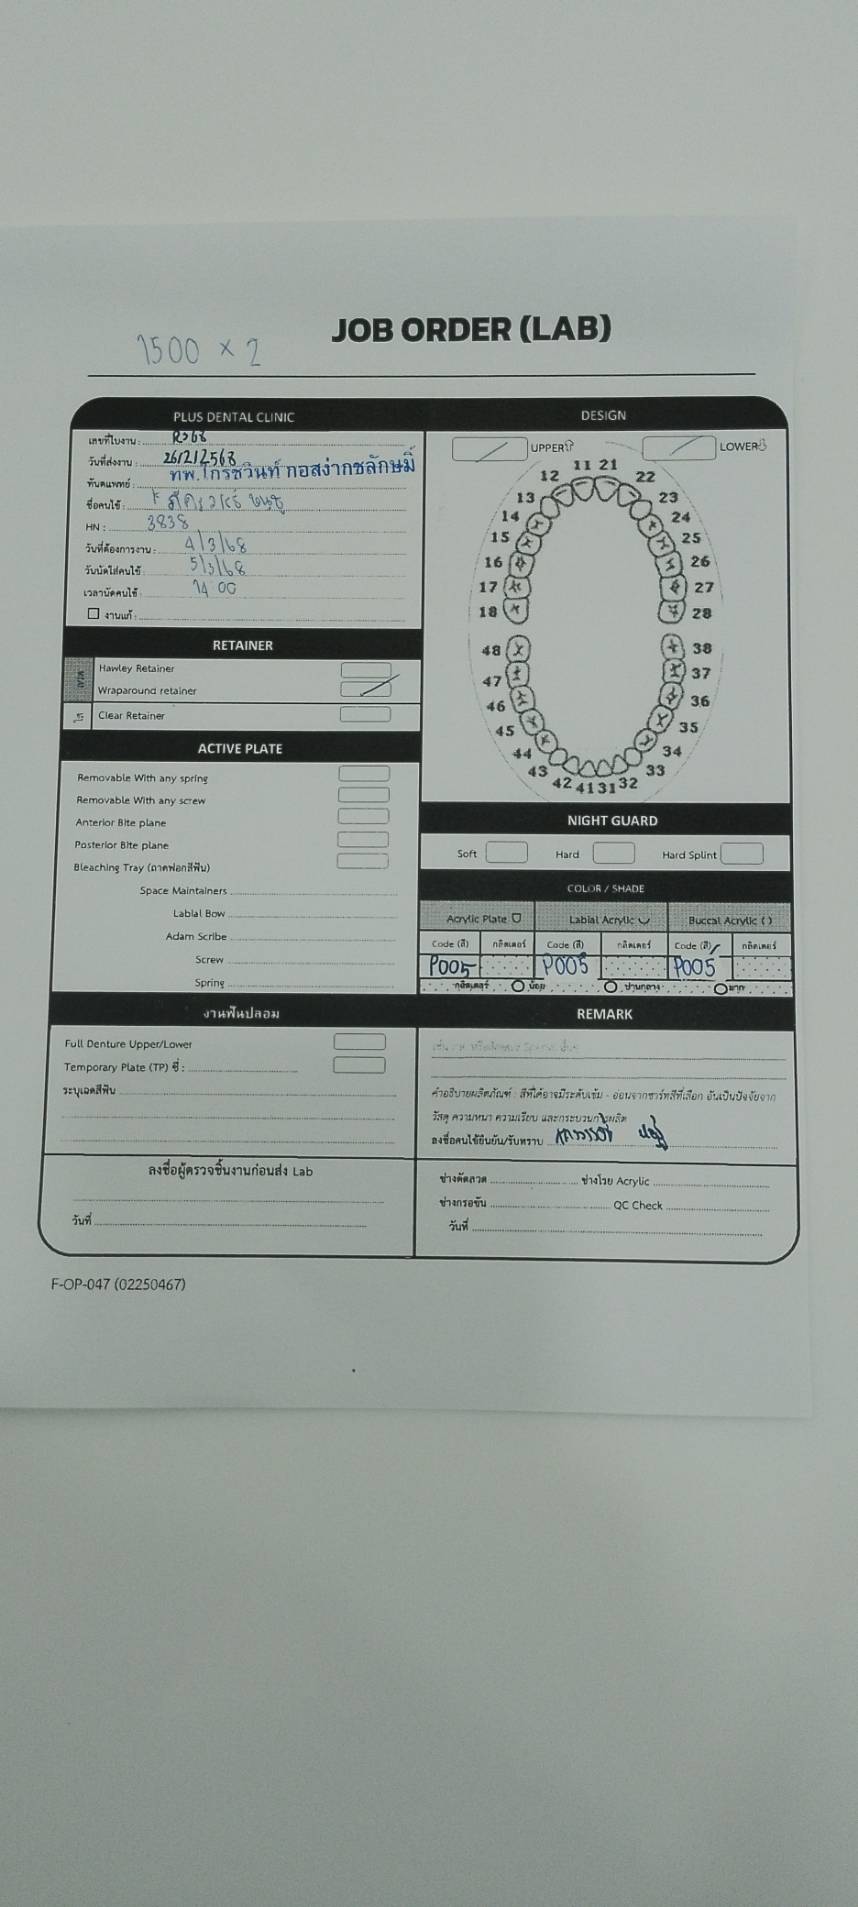 JOB ORDER (LAB)
1500 × 2
PLUS DENTAL CLINIC
เลขที่ใบงาน : R368
วันที่ส่งงาน : 26/2/2568
ทันตแพทย์ : ทพ.ไกรชวินท์ กอสง่ากชลักษมิ์
ชื่อคนไข้ :
HN : 3838
วันที่ต้องการงาน : 4/3/68
วันนัดใส่คนไข้ 5/3/68
เวลานัดคนไข้ : 14 00
งานแก้ :
RETAINER
ลวด
Hawley Retainer
Wraparound retainer
ใส
Clear Retainer
ACTIVE PLATE
Removable With any spring
Removable With any screw
Anterior Bite plane
Posterior Bite plane
Bleaching Tray (ถาดฟอกสีฟัน)
Space Maintainers
Labial Bow
Adam Scribe
Screw
Spring
งานฟันปลอม
Full Denture Upper/Lower
Temporary Plate (TP) ซี่ :
ระบุเฉดสีฟัน
ลงชื่อผู้ตรวจชิ้นงานก่อนส่ง Lab
วันที่
DESIGN
UPPER LOWER
11 21
12 22
13 23
14 24
15 25
16 26
17 27
18 28
48 38
47 37
46 36
45 35
44 34
43 33
42 41 31 32
NIGHT GUARD
Soft Hard Hard Splint
COLOR / SHADE
Acrylic Plate Labial Acrylic Buccal Acrylic ( )
Code (สี) กลิตเตอร์ Code (สี) กลิตเตอร์ Code (สี) กลิตเตอร์
P005 P005 P005
กลิตเตอร์ น้อย ปานกลาง มาก
REMARK
คำอธิบายผลิตภัณฑ์ : สีที่ได้อาจมีระดับเข้ม - อ่อนจากชาร์ทสีที่เลือก อันเป็นปัจจัยจาก
วัสดุ ความหนา ความเรียบ และกระบวนการผลิต
ลงชื่อคนไข้ยืนยัน/รับทราบ
ช่างดัดลวด ช่างโรย Acrylic
ช่างกรอขัน QC Check
วันที่
F-OP-047 (02250467)